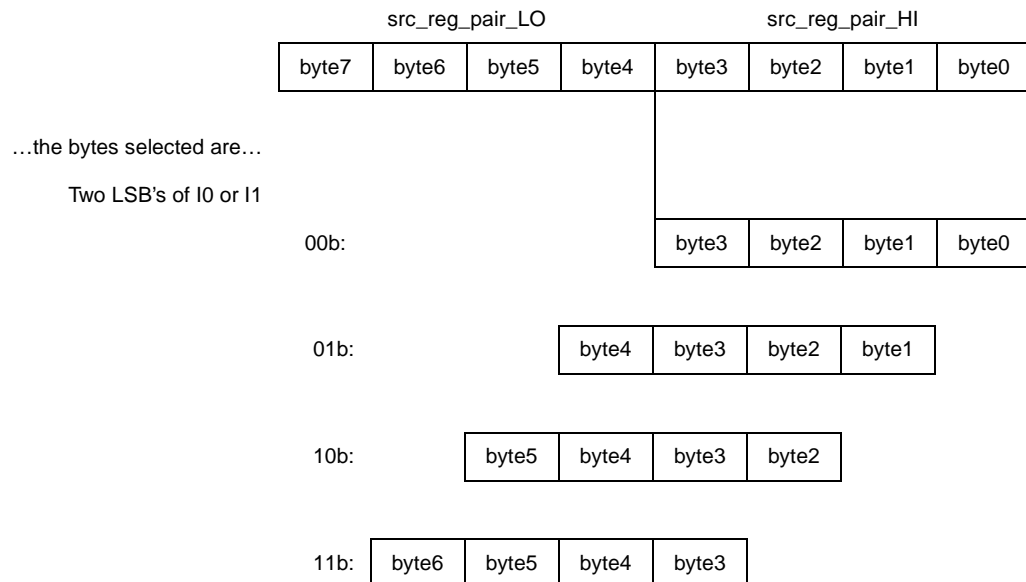 src_reg_pair_LO src_reg_pair_HI
byte7 byte6 byte5 byte4 byte3 byte2 byte1 byte0
…the bytes selected are…
Two LSB’s of I0 or I1
00b: byte3 byte2 byte1 byte0
01b: byte4 byte3 byte2 byte1
10b: byte5 byte4 byte3 byte2
11b: byte6 byte5 byte4 byte3